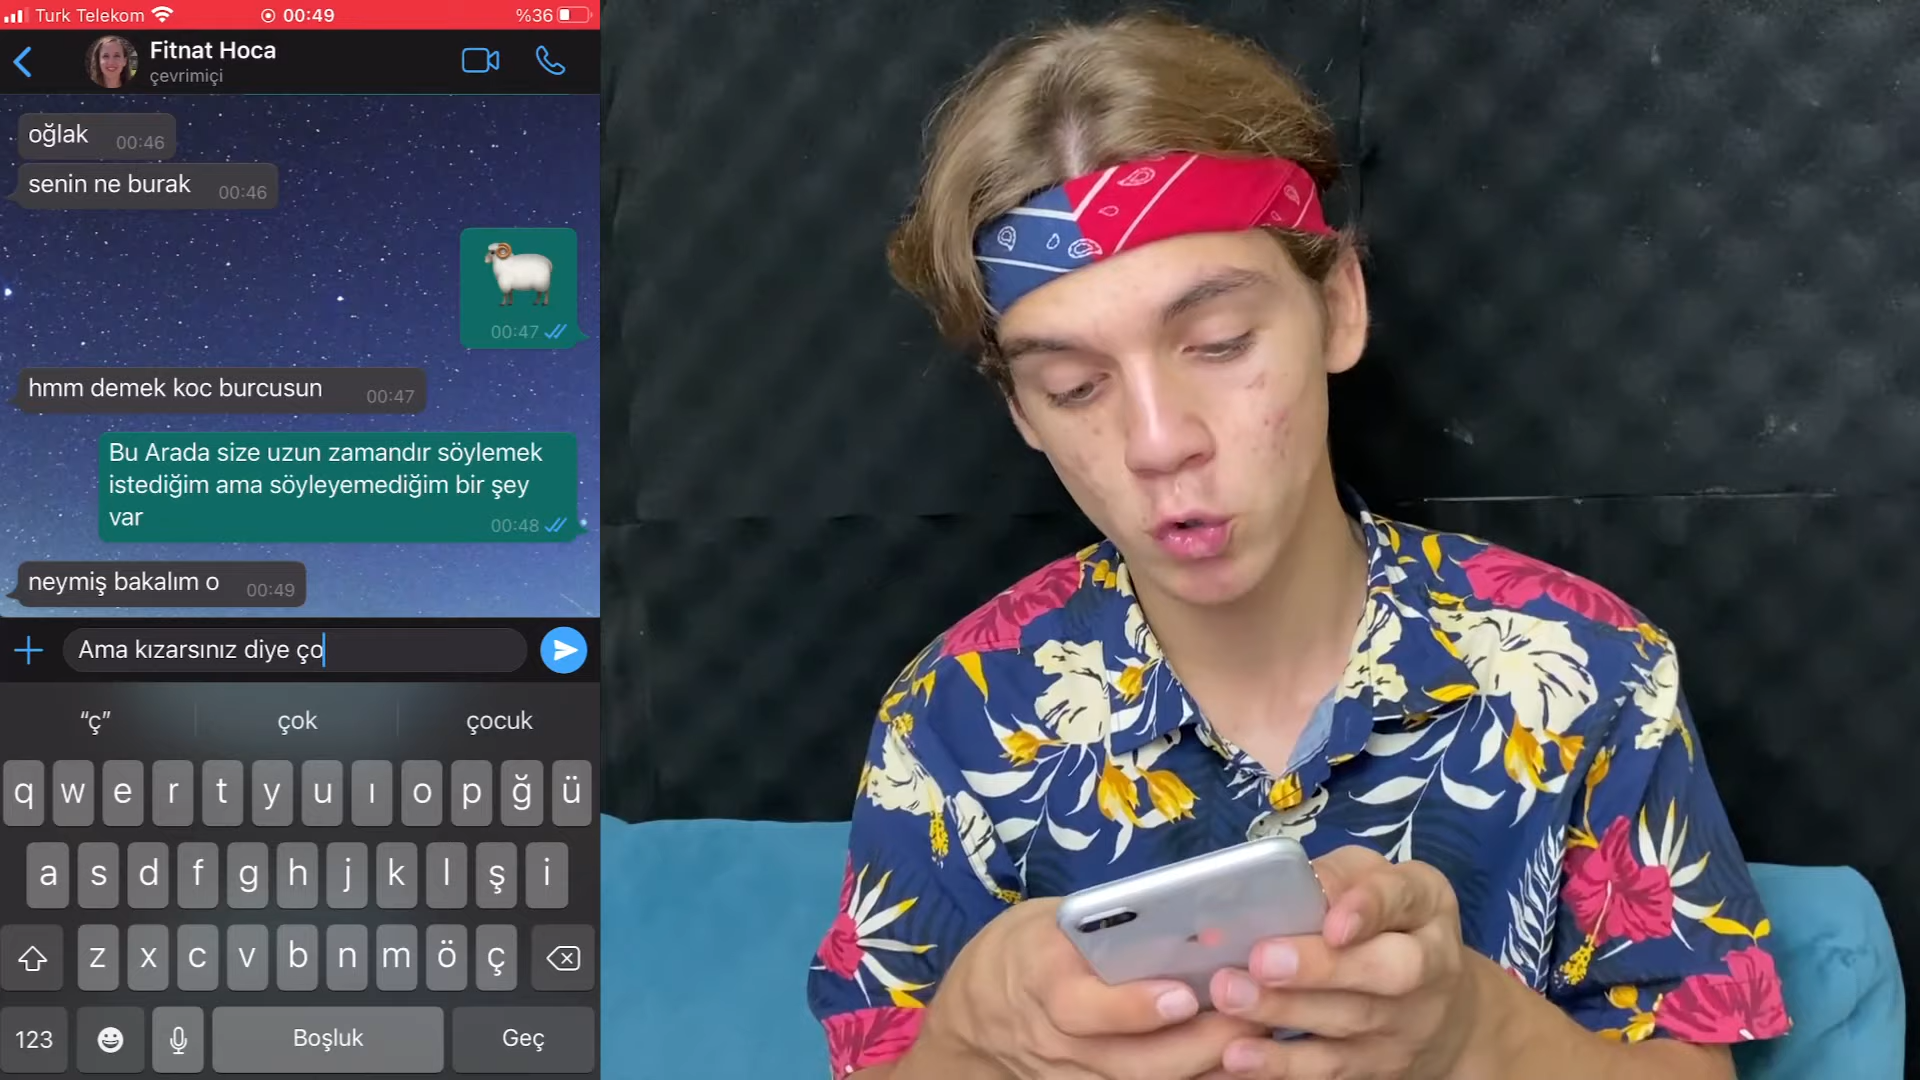 Turk Telekom
00:49
%36
Fitnat Hoca
çevrimiçi
oğlak 00:46
senin ne burak 00:46
00:47
hmm demek koc burcusun 00:47
Bu Arada size uzun zamandır söylemek
istediğim ama söyleyemediğim bir şey
var 00:48
neymiş bakalım o 00:49
Ama kızarsınız diye ço
“ç” çok çocuk
q w e r t y u ı o p ğ ü
a s d f g h j k l ş i
z x c v b n m ö ç
123 Boşluk Geç